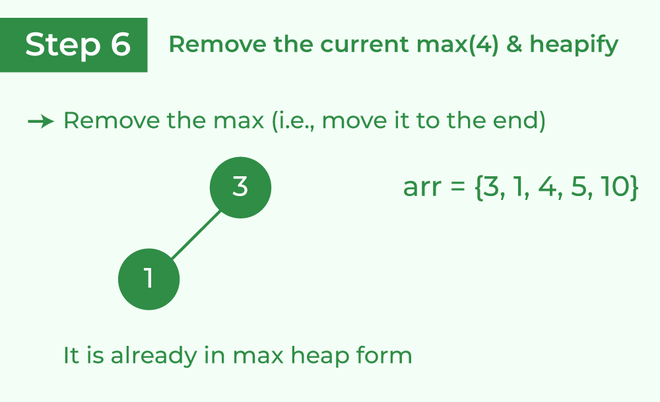 Step 6
Remove the current max(4) & heapify
→ Remove the max (i.e., move it to the end)
3
arr = {3, 1, 4, 5, 10}
1
It is already in max heap form